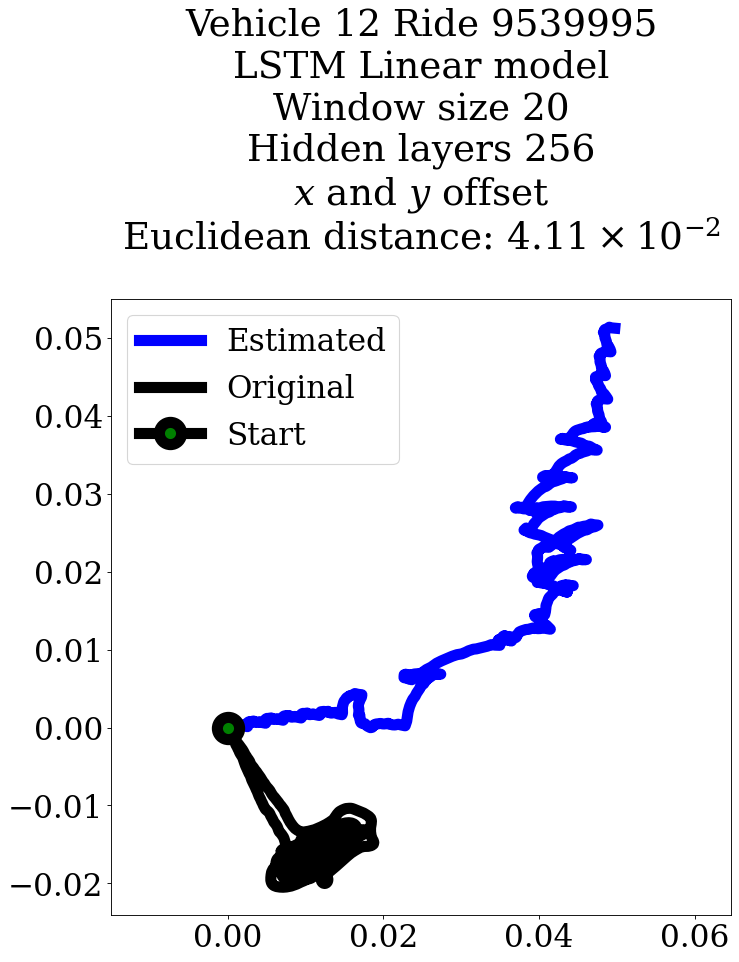 Vehicle 12 Ride 9539995
LSTM Linear model
Window size 20
Hidden layers 256
x and y offset
Euclidean distance: 4.11 × 10⁻²
Estimated
Original
Start
0.05
0.04
0.03
0.02
0.01
0.00
−0.01
−0.02
0.00 0.02 0.04 0.06